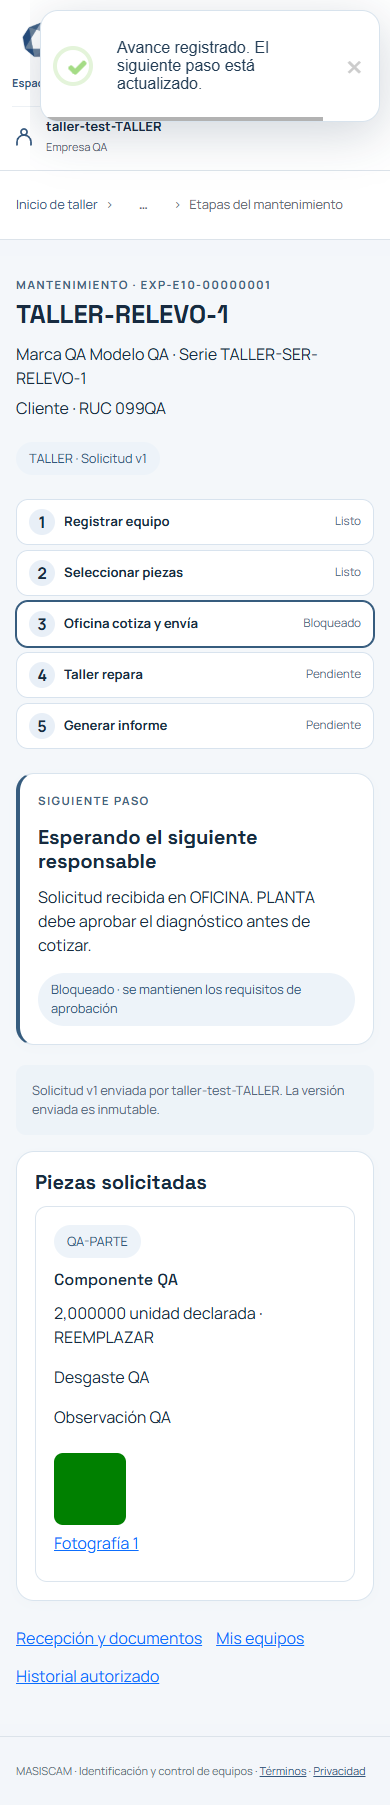 Avance registrado. El
siguiente paso está
actualizado.
Espac
taller-test-TALLER
Empresa QA
Inicio de taller › ... › Etapas del mantenimiento
MANTENIMIENTO · EXP-E10-00000001
TALLER-RELEVO-1
Marca QA Modelo QA · Serie TALLER-SER-
RELEVO-1
Cliente · RUC 099QA
TALLER · Solicitud v1
1 Registrar equipo Listo
2 Seleccionar piezas Listo
3 Oficina cotiza y envía Bloqueado
4 Taller repara Pendiente
5 Generar informe Pendiente
SIGUIENTE PASO
Esperando el siguiente
responsable
Solicitud recibida en OFICINA. PLANTA
debe aprobar el diagnóstico antes de
cotizar.
Bloqueado · se mantienen los requisitos de
aprobación
Solicitud v1 enviada por taller-test-TALLER. La versión
enviada es inmutable.
Piezas solicitadas
QA-PARTE
Componente QA
2,000000 unidad declarada ·
REEMPLAZAR
Desgaste QA
Observación QA
Fotografía 1
Recepción y documentos Mis equipos
Historial autorizado
MASISCAM · Identificación y control de equipos · Términos · Privacidad